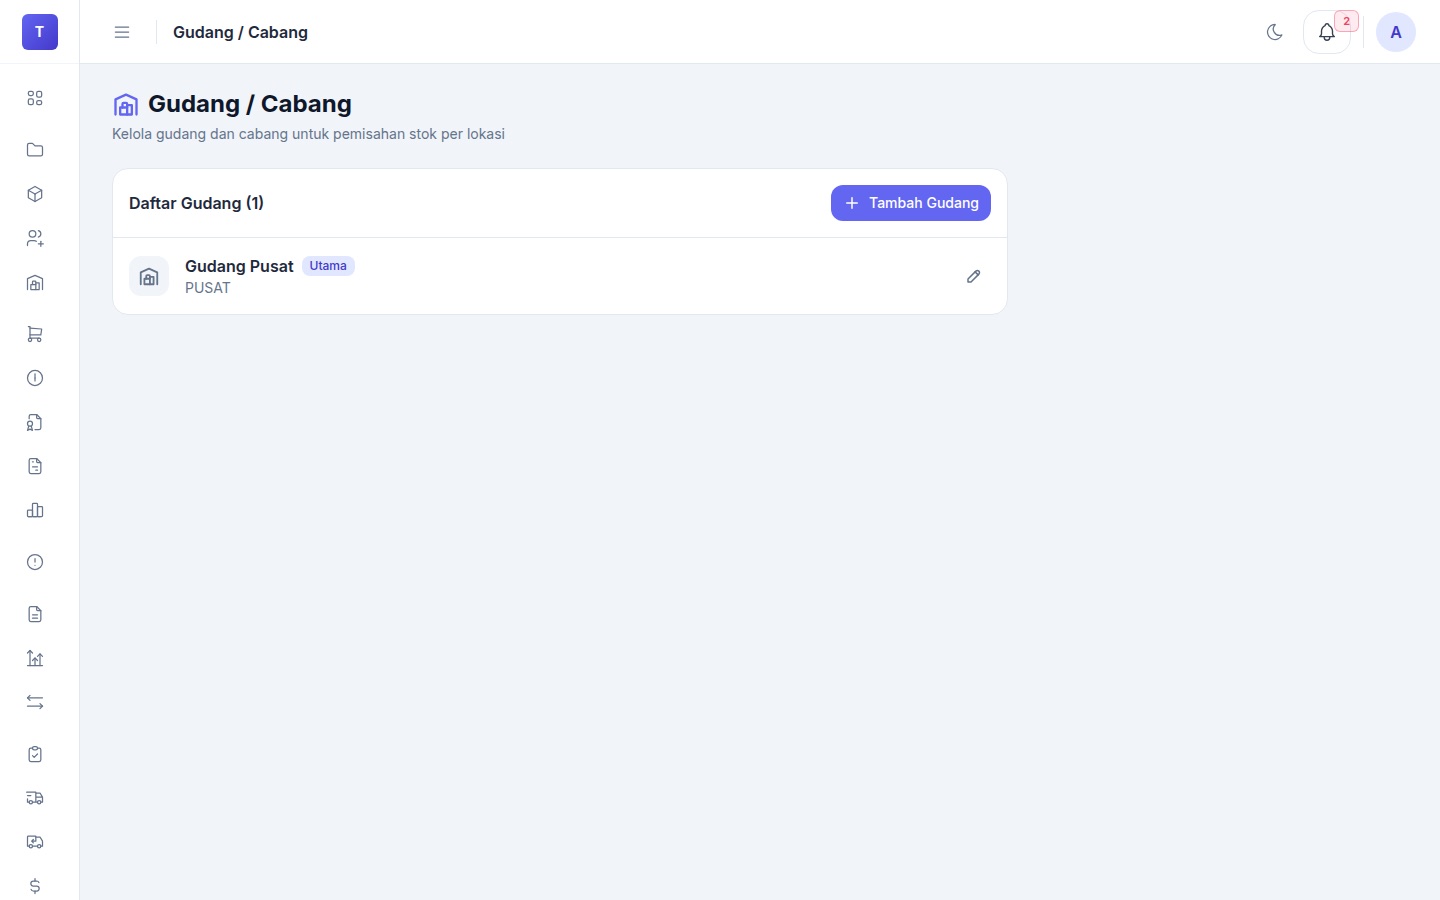 T
Gudang / Cabang
2
A
Gudang / Cabang
Kelola gudang dan cabang untuk pemisahan stok per lokasi
Daftar Gudang (1)
Tambah Gudang
Gudang Pusat Utama
PUSAT